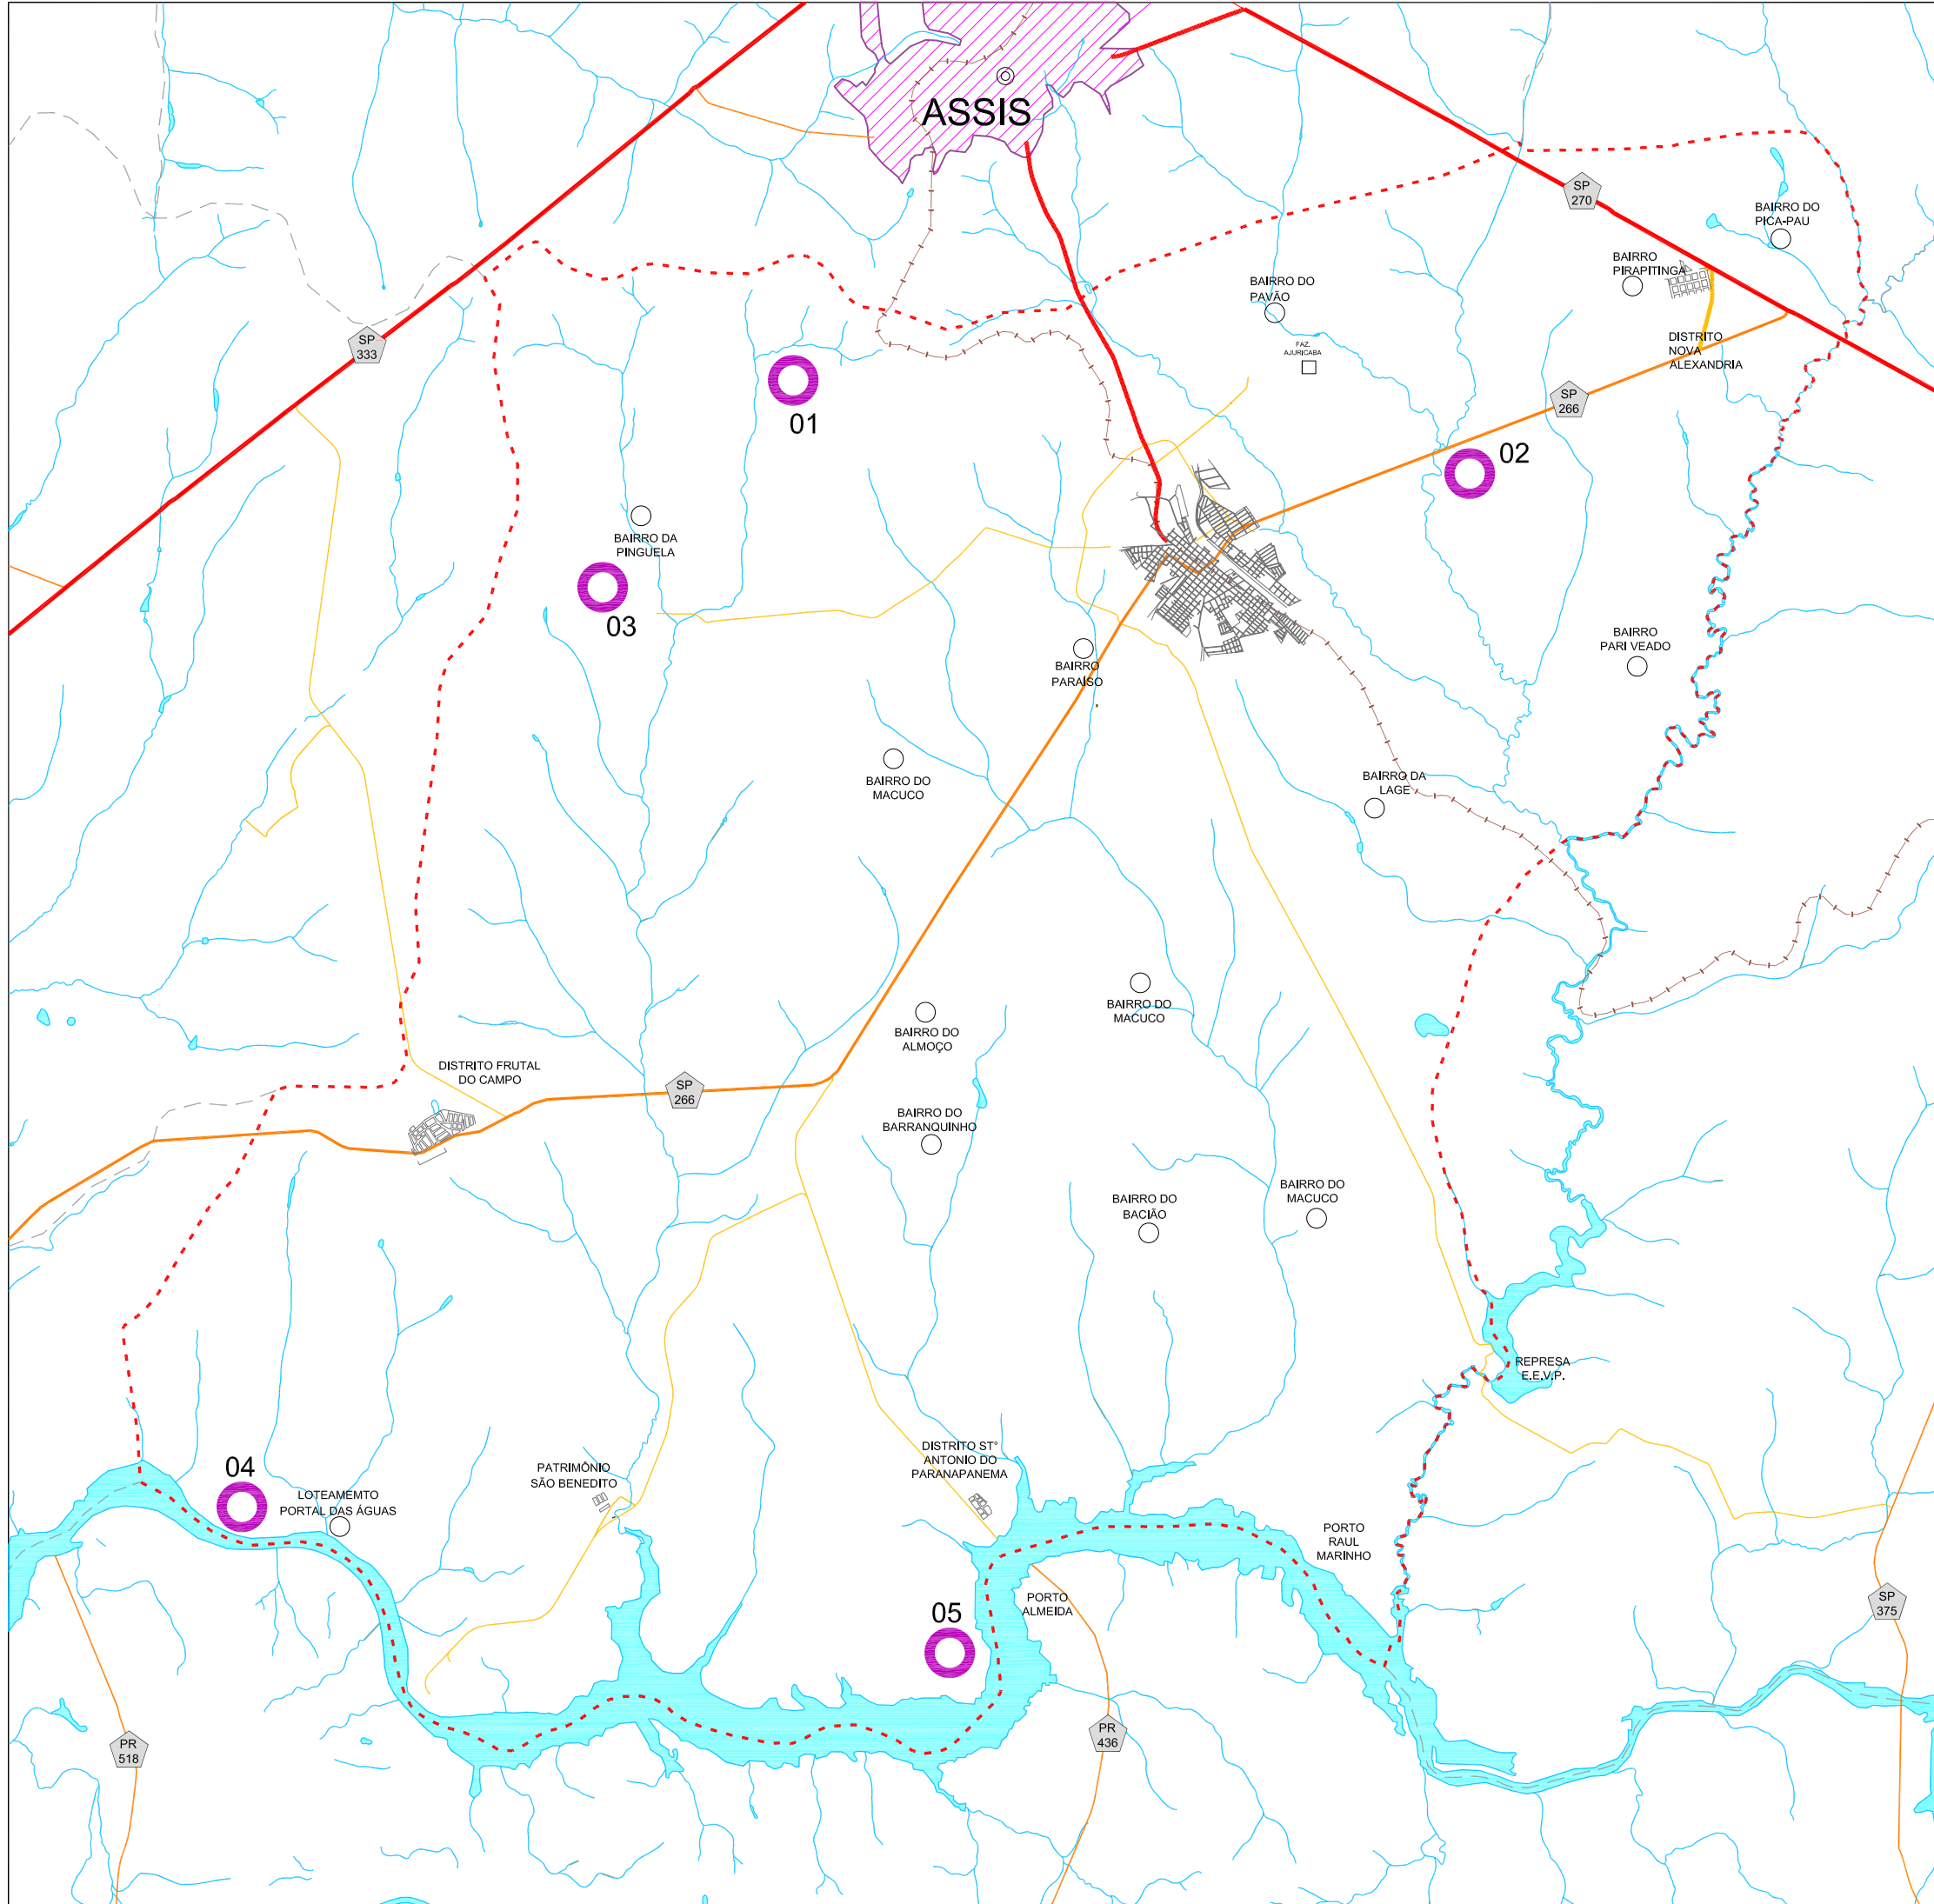 ASSIS
SP
270
BAIRRO DO
PICA-PAU
BAIRRO
PIRAPITINGA
BAIRRO DO
PAVÃO
SP
333
FAZ.
AJURICABA
DISTRITO
NOVA
ALEXANDRIA
01
SP
266
02
BAIRRO DA
PINGUELA
03
BAIRRO
PARI VEADO
BAIRRO
PARAÍSO
BAIRRO DO
MACUCO
BAIRRO DA
LAGE
BAIRRO DO
MACUCO
BAIRRO DO
ALMOÇO
DISTRITO FRUTAL
DO CAMPO
SP
266
BAIRRO DO
BARRANQUINHO
BAIRRO DO
BACIÃO
BAIRRO DO
MACUCO
REPRESA
E.E.V.P.
04
LOTEAMEMTO
PORTAL DAS ÁGUAS
PATRIMÔNIO
SÃO BENEDITO
DISTRITO ST°
ANTONIO DO
PARANAPANEMA
PORTO
RAUL
MARINHO
05
PORTO
ALMEIDA
SP
375
PR
518
PR
436